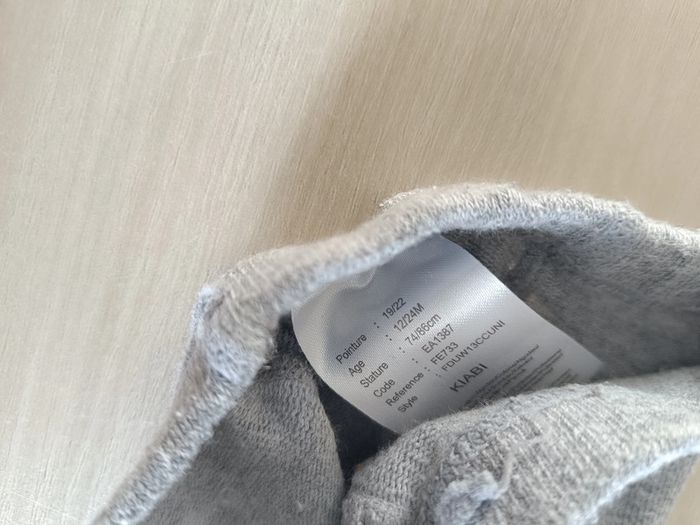 Pointure : 19/22
Age : 12/24M
Stature : 74/86cm
Code : EA1387
Reference : FE733
Style : FDUW13CCUNI
KIABI